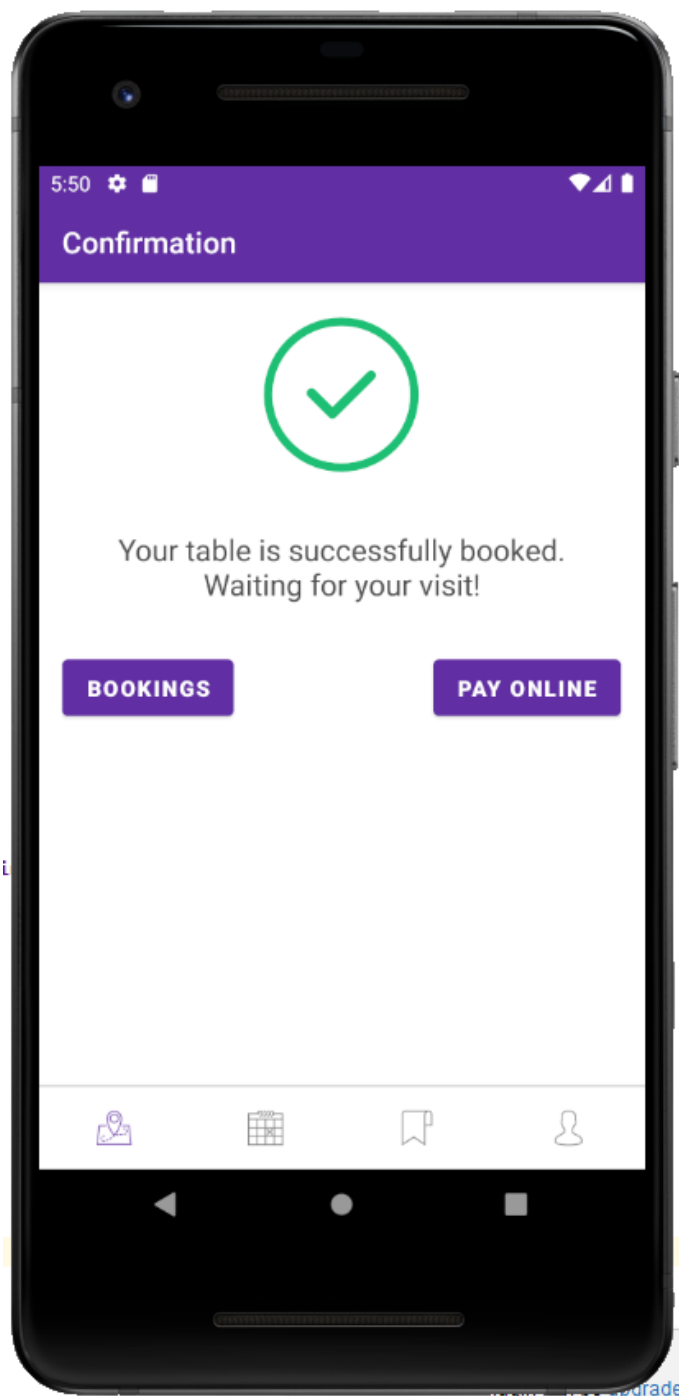 5:50
Confirmation
Your table is successfully booked.
Waiting for your visit!
BOOKINGS
PAY ONLINE